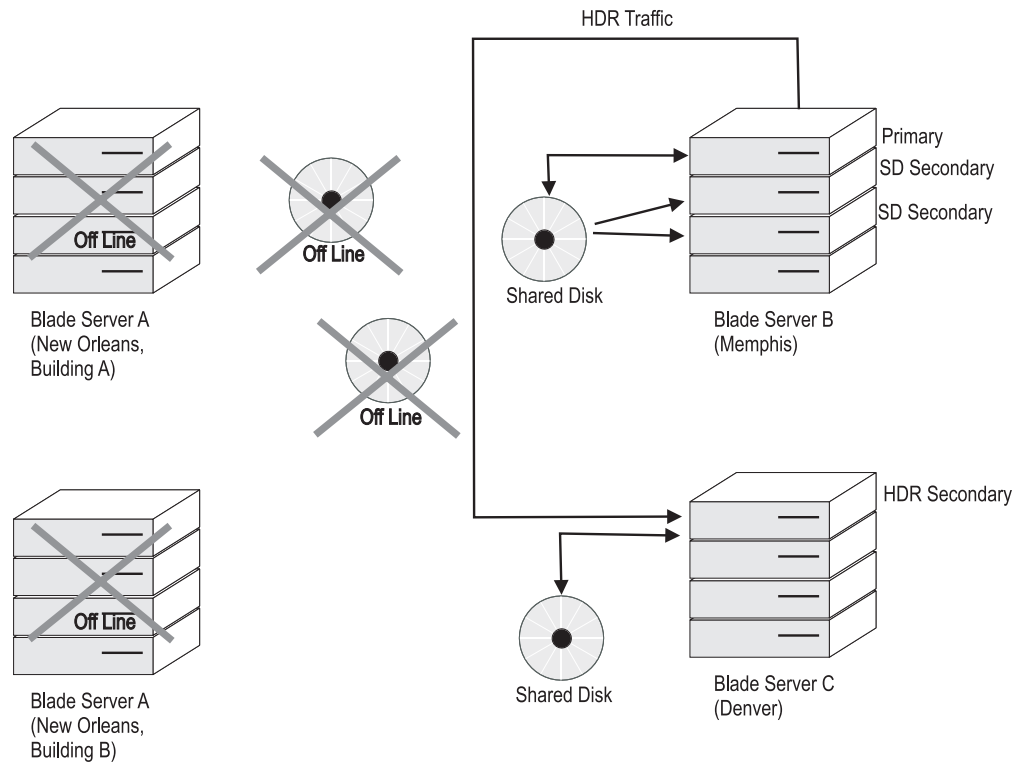 HDR Traffic
Primary
SD Secondary
SD Secondary
Off Line
Off Line
Shared Disk
Blade Server A
(New Orleans,
Building A)
Blade Server B
(Memphis)
Off Line
HDR Secondary
Off Line
Shared Disk
Blade Server A
(New Orleans,
Building B)
Blade Server C
(Denver)